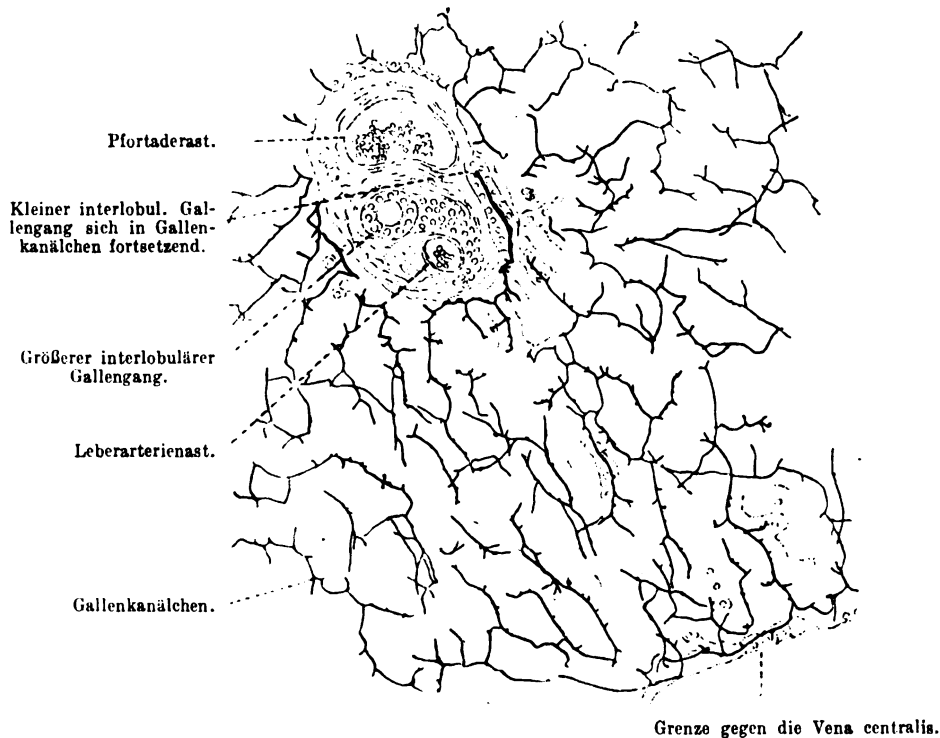 Pfortaderast.
Kleiner interlobul. Gal-
lengang sich in Gallen-
kanälchen fortsetzend.
Größerer interlobulärer
Gallengang.
Leberarterienast.
Gallenkanälchen.
Grenze gegen die Vena centralis.